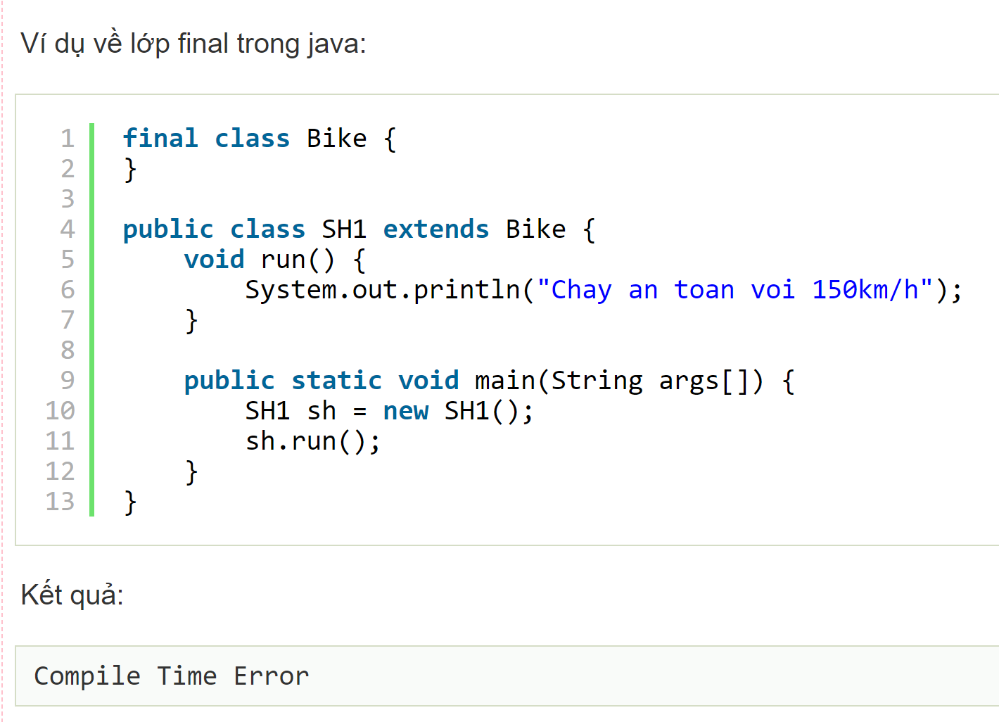 Ví dụ về lớp final trong java:
1 final class Bike {
2 }
3
4 public class SH1 extends Bike {
5 void run() {
6 System.out.println("Chay an toan voi 150km/h");
7 }
8
9 public static void main(String args[]) {
10 SH1 sh = new SH1();
11 sh.run();
12 }
13 }
Kết quả:
Compile Time Error